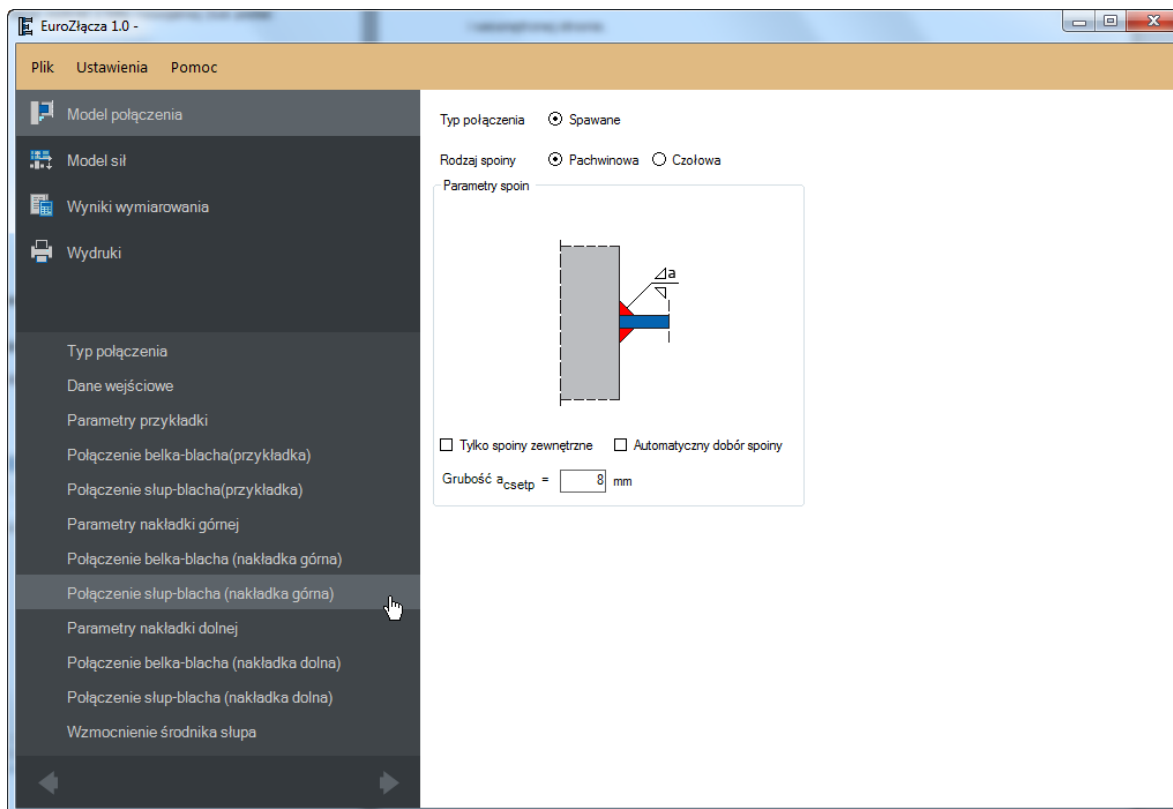 EuroZłącza 1.0 -
Plik Ustawienia Pomoc
Model połączenia
Model sił
Wyniki wymiarowania
Wydruki
Typ połączenia
Dane wejściowe
Parametry przykładki
Połączenie belka-blacha(przykładka)
Połączenie słup-blacha(przykładka)
Parametry nakładki górnej
Połączenie belka-blacha (nakładka górna)
Połączenie słup-blacha (nakładka górna)
Parametry nakładki dolnej
Połączenie belka-blacha (nakładka dolna)
Połączenie słup-blacha (nakładka dolna)
Wzmocnienie środnika słupa
Typ połączenia Spawane
Rodzaj spoiny Pachwinowa Czołowa
Parametry spoin
a
Tylko spoiny zewnętrzne Automatyczny dobór spoiny
Grubość acsetp = 8 mm